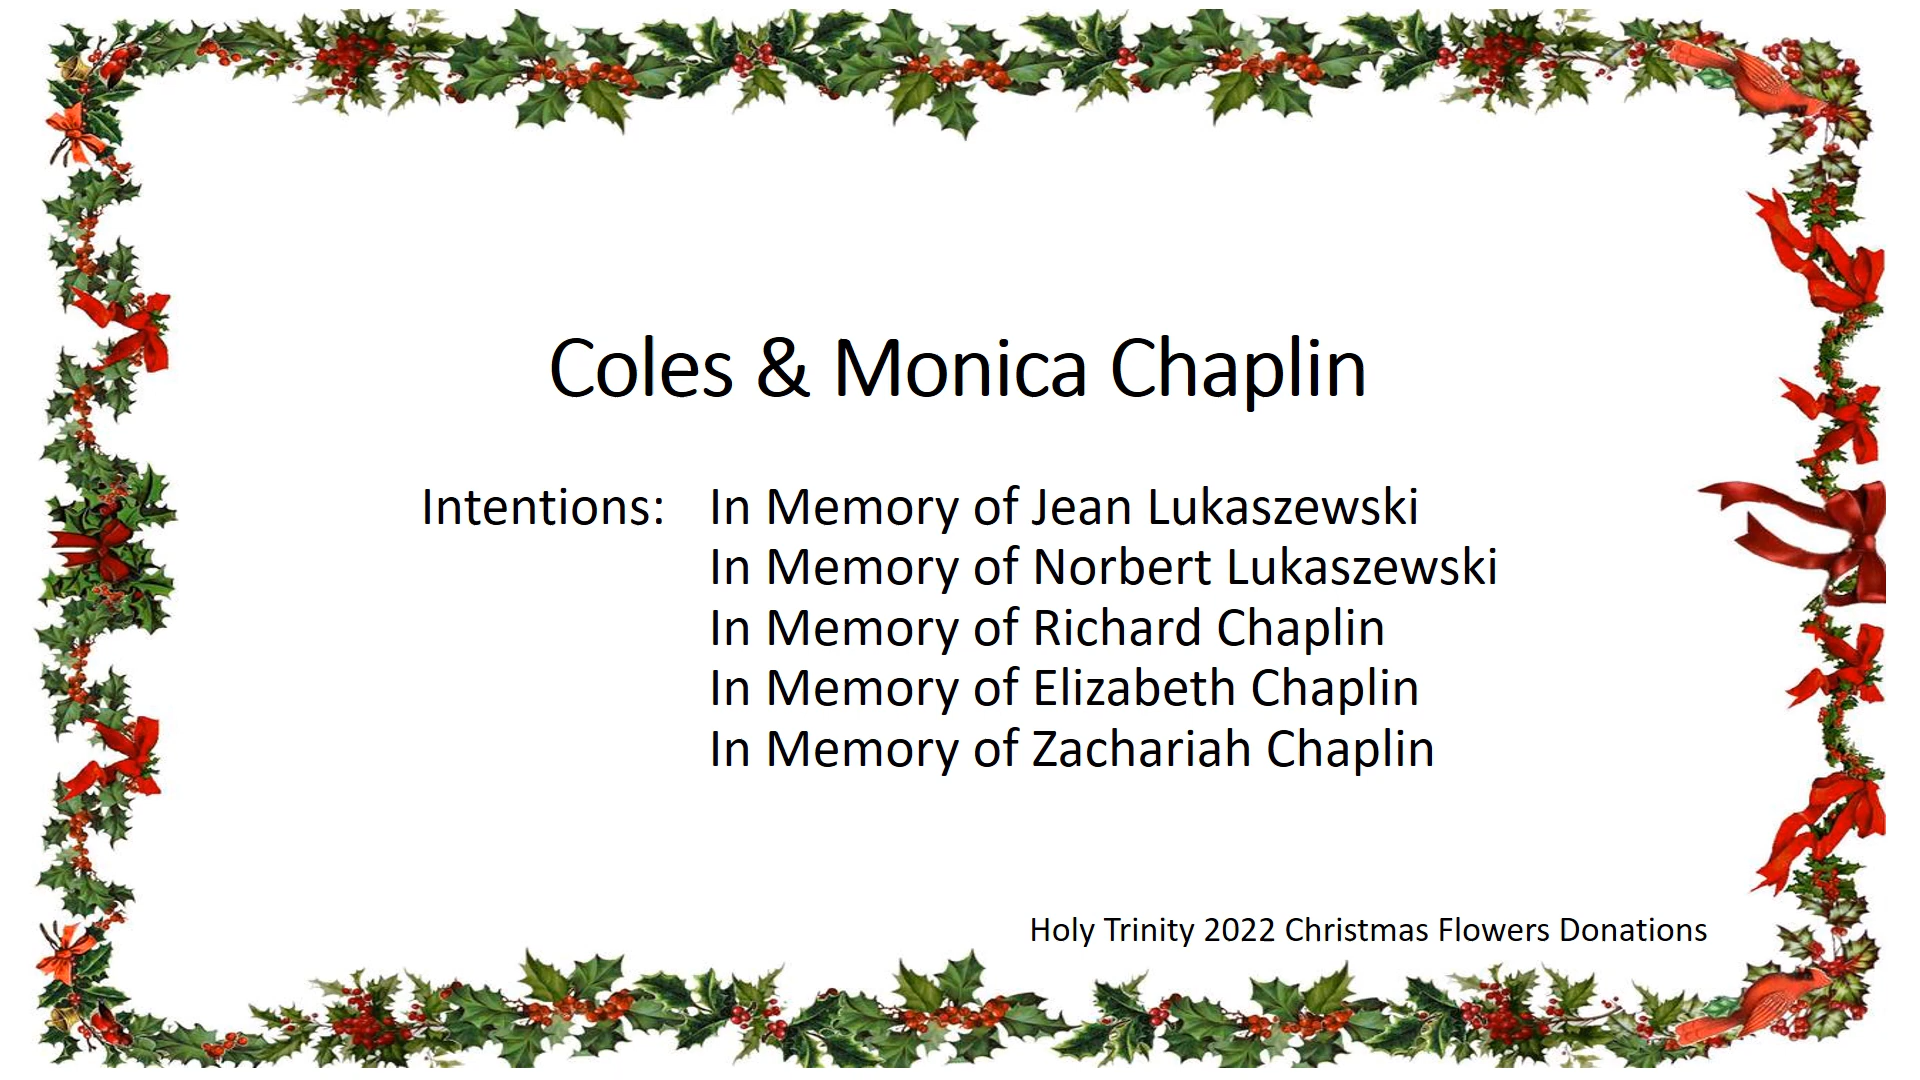 Coles & Monica Chaplin
Intentions: In Memory of Jean Lukaszewski
In Memory of Norbert Lukaszewski
In Memory of Richard Chaplin
In Memory of Elizabeth Chaplin
In Memory of Zachariah Chaplin
Holy Trinity 2022 Christmas Flowers Donations